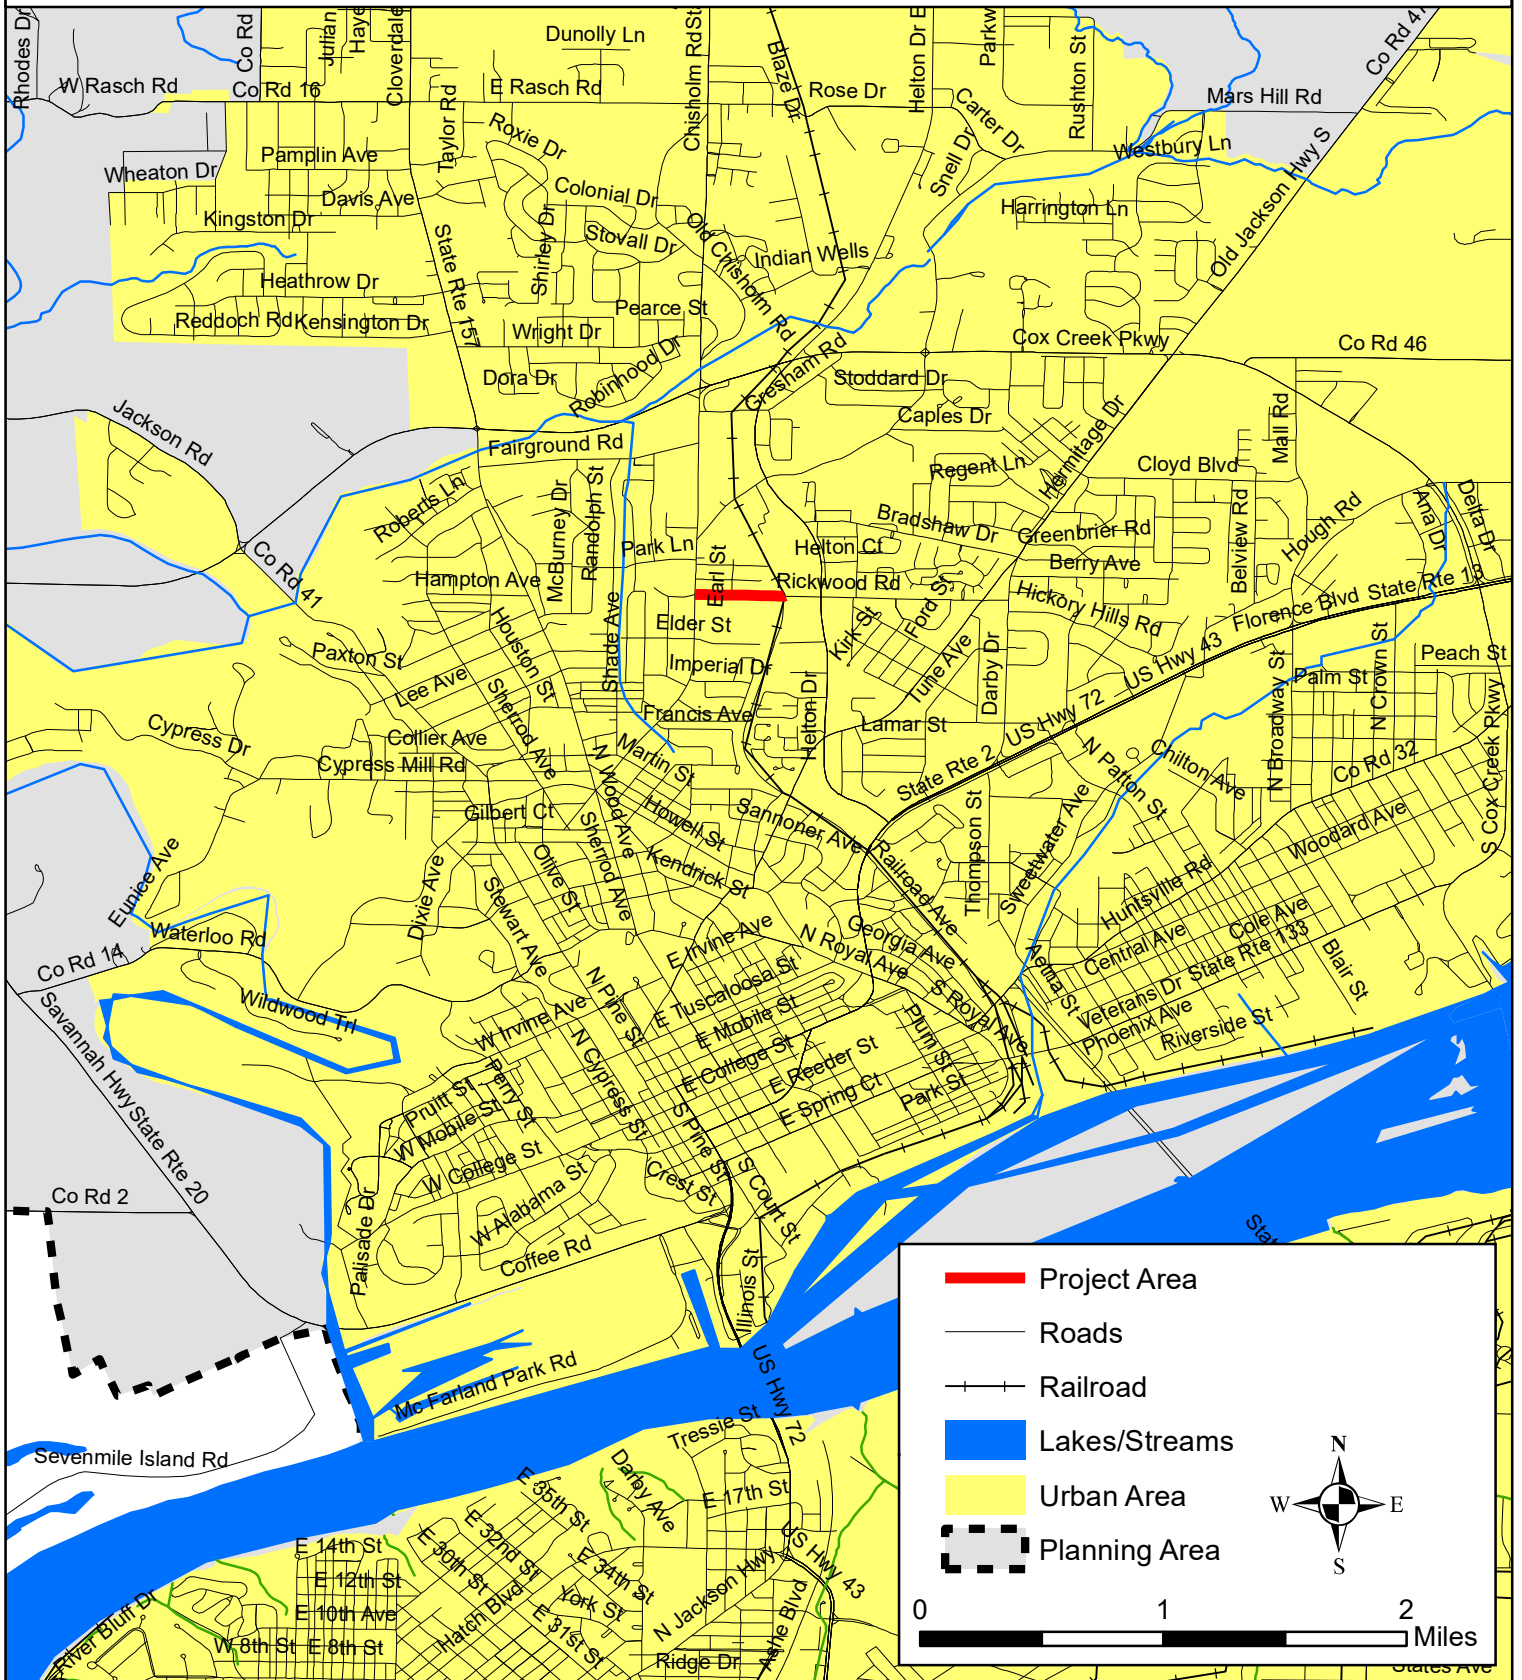 Rhodes Dr
W Rasch Rd
Co Rd
Julian
Haye
Cloverdale
Co Rd 16
Taylor Rd
Dunolly Ln
E Rasch Rd
Chisholm Rd
Sta
Blaze Dr
Rose Dr
Helton Dr E
Parkw
Rushton St
Carter Dr
Snell Dr
Co Rd 47
Mars Hill Rd
Westbury Ln
Old Jackson Hwy S
Harrington Ln
Wheaton Dr
Pamplin Ave
Davis Ave
Kingston Dr
Roxie Dr
Colonial Dr
Stovall Dr
Shirley Dr
Old Chisholm Rd
Indian Wells
State Rte 157
Heathrow Dr
Reddoch Rd
Kensington Dr
Pearce St
Wright Dr
Dora Dr
Robinhood Dr
Gresham Rd
Cox Creek Pkwy
Co Rd 46
Stoddard Dr
Caples Dr
Hermitage Dr
Mall Rd
Jackson Rd
Fairground Rd
Regent Ln
Cloyd Blvd
Roberts Ln
McBurney Dr
Randolph St
Park Ln
Earl St
Helton Ct
Bradshaw Dr
Greenbrier Rd
Berry Ave
Belview Rd
Hough Rd
Ana Dr
Delta Dr
Co Rd 41
Hampton Ave
Rickwood Rd
Ford St
Kirk St
Hickory Hills Rd
Florence Blvd
State Rte 13
Elder St
Shade Ave
Houston St
Paxton St
Lee Ave
Imperial Dr
Tune Ave
Darby Dr
US Hwy 43
N Broadway St
Palm St
N Crown St
Peach St
Sherrod Ave
Francis Ave
Helton Dr
Lamar St
US Hwy 72
Cypress Dr
Collier Ave
Cypress Mill Rd
N Wood Ave
Martin St
State Rte 2
N Patton St
Chilton Ave
Co Rd 32
S Cox Creek Pkwy
Gilbert Ct
Sherrod Ave
Howell St
Sannoner Ave
Thompson St
Sweetwater Ave
Woodard Ave
Eunice Ave
Dixie Ave
Olive St
Kendrick St
Railroad Ave
Huntsville Rd
Stewart Ave
Waterloo Rd
Co Rd 14
E Irvine Ave
Georgia Ave
N Royal Ave
Central Ave
Cole Ave
State Rte 133
Blair St
Aetna St
Veterans Dr
Phoenix Ave
Riverside St
Savannah Hwy
State Rte 20
Wildwood Trl
W Irvine Ave
N Pine St
E Tuscaloosa St
E Mobile St
E College St
S Royal Ave
Plum St
N Cypress St
E Reeder St
E Spring Ct
Park St
Pruitt St
Perry St
W Mobile St
W College St
S Pine St
Crest St
S Court St
W Alabama St
Co Rd 2
Palisade Dr
Coffee Rd
Illinois St
Mc Farland Park Rd
US Hwy 72
Tressie St
Sevenmile Island Rd
E 35th St
Darby Ave
E 17th St
E 32nd St
E 30th St
E 34th St
US Hwy 43
E 14th St
E 12th St
E 10th Ave
W 8th St
E 8th St
River Bluff Dr
Hatch Blvd
York St
E 31st St
N Jackson Hwy
Ashe Blvd
Ridge Dr
Stat
Project Area
Roads
Railroad
Lakes/Streams
Urban Area
Planning Area
N
W
E
S
0 1 2
Miles
States Ave